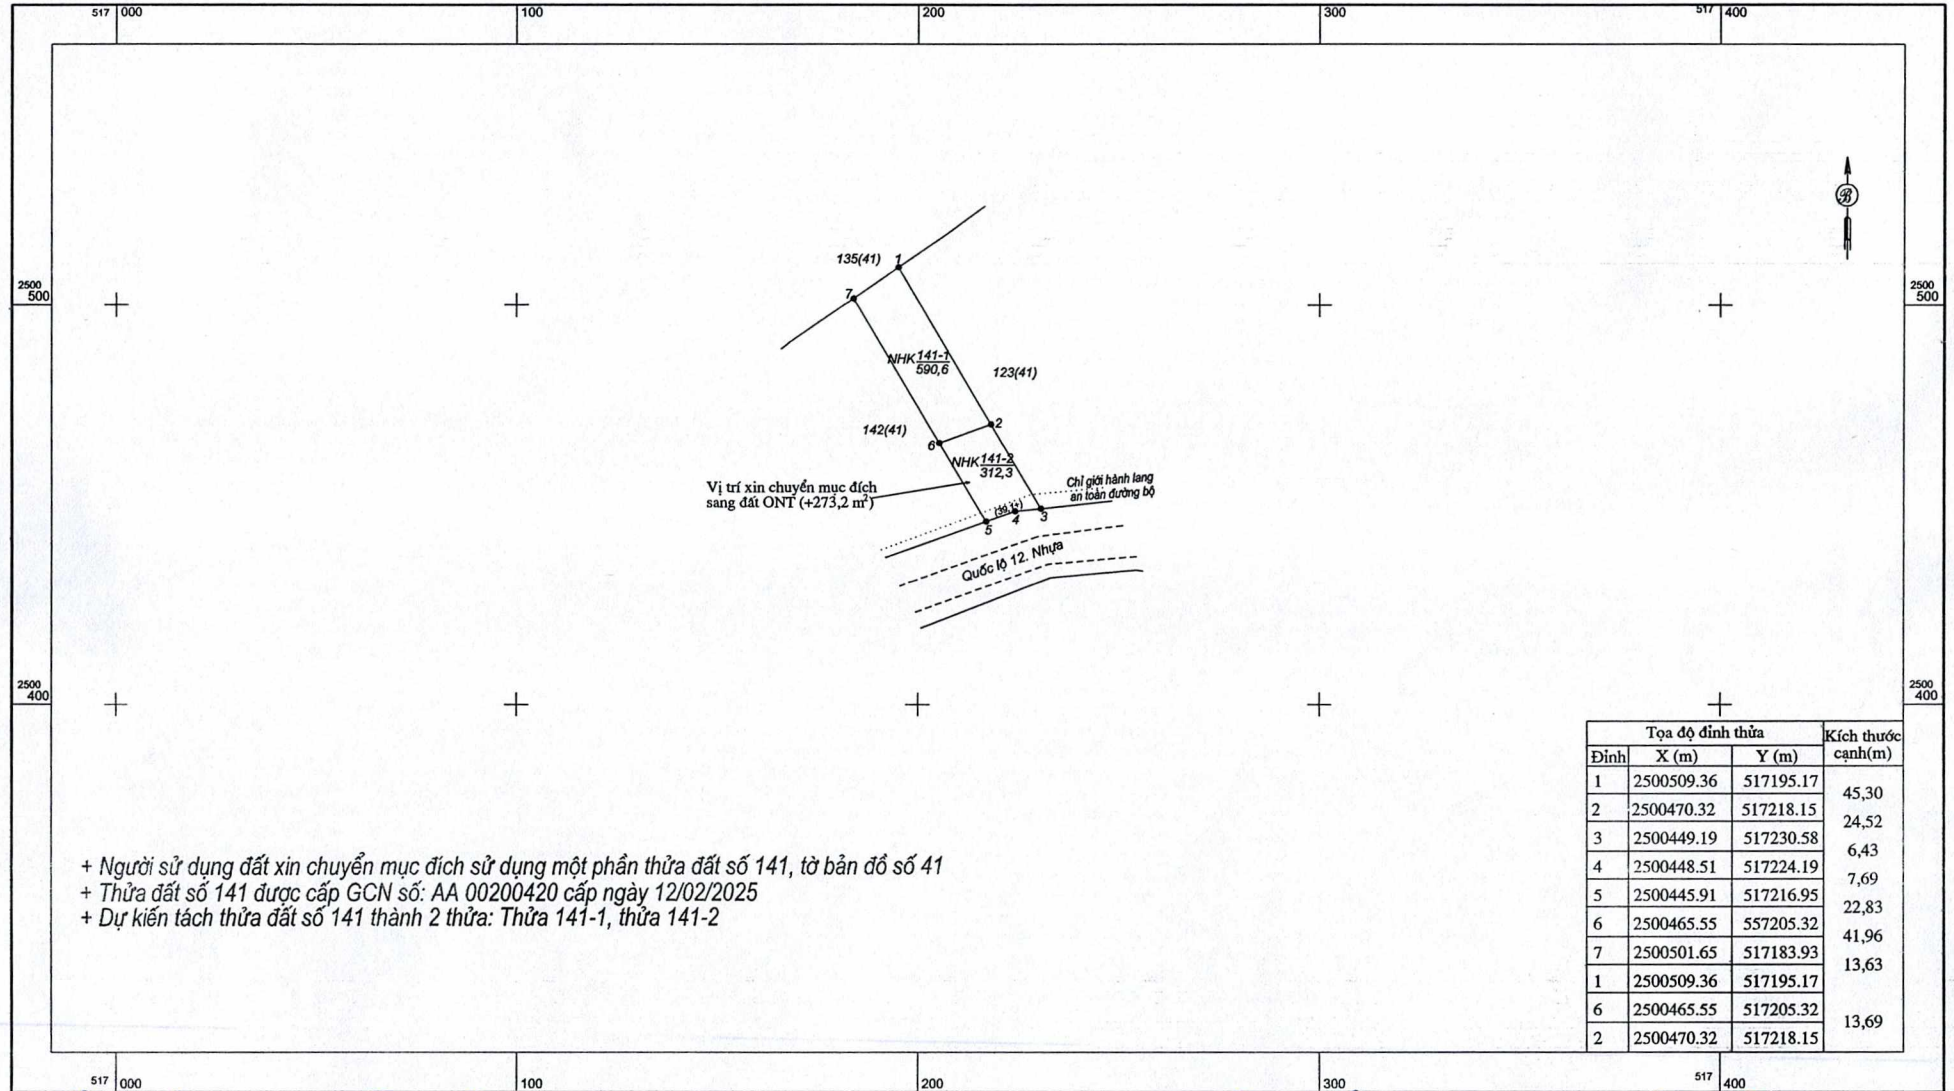 517 000 100 200 300 517 400
135(41) 1
7
2500 500
2500 500
NHK 141-1
590,6
123(41)
142(41)
2
6
NHK 141-2
312,3
Vị trí xin chuyển mục đích
sang đất ONT (+273,2 m²)
Chỉ giới hành lang
an toàn đường bộ
5 4 3
Quốc lộ 12. Nhựa
2500 400
2500 400
Tọa độ đỉnh thửa Kích thước cạnh(m)
Đỉnh X (m) Y (m)
1 2500509.36 517195.17
45,30
2 2500470.32 517218.15
24,52
3 2500449.19 517230.58
6,43
4 2500448.51 517224.19
7,69
5 2500445.91 517216.95
22,83
6 2500465.55 557205.32
41,96
7 2500501.65 517183.93
13,63
1 2500509.36 517195.17
6 2500465.55 517205.32
13,69
2 2500470.32 517218.15
+ Người sử dụng đất xin chuyển mục đích sử dụng một phần thửa đất số 141, tờ bản đồ số 41
+ Thửa đất số 141 được cấp GCN số: AA 00200420 cấp ngày 12/02/2025
+ Dự kiến tách thửa đất số 141 thành 2 thửa: Thửa 141-1, thửa 141-2
517 000 100 200 300 517 400